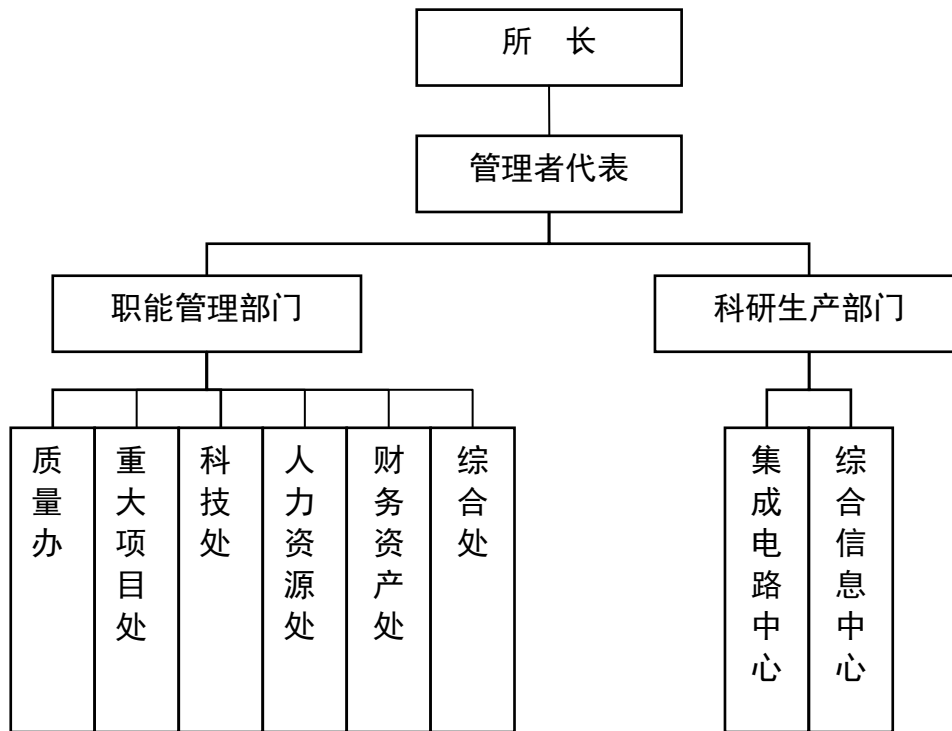 所 长
管理者代表
职能管理部门
科研生产部门
质量办
重大项目处
科技处
人力资源处
财务资产处
综合处
集成电路中心
综合信息中心